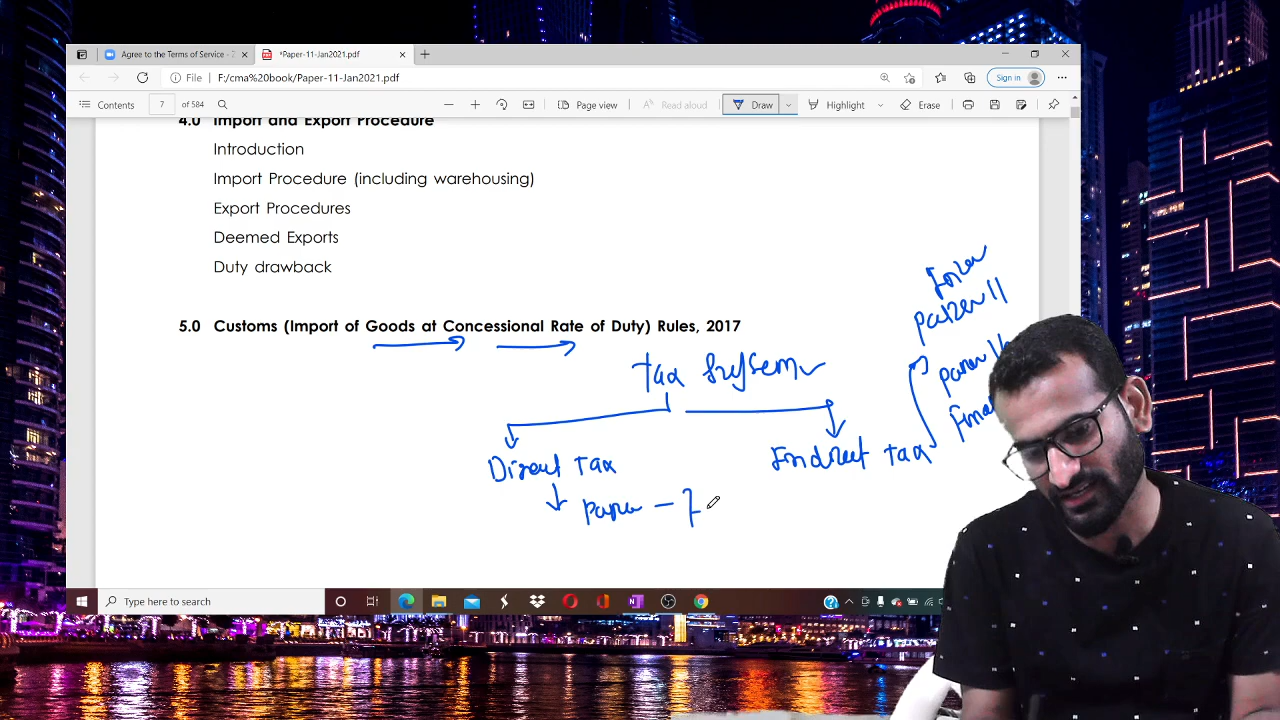 Agree to the Terms of Service - Z
*Paper-11-Jan2021.pdf
File F:/cma%20book/Paper-11-Jan2021.pdf
Sign in
Contents 7 of 584 Page view Read aloud Draw Highlight Erase
4.0 Import and Export Procedure
Introduction
Import Procedure (including warehousing)
Export Procedures
Deemed Exports
Duty drawback
5.0 Customs (Import of Goods at Concessional Rate of Duty) Rules, 2017
Inter
paper 11
Tax System
paper
Final
Direct Tax
Indirect Tax
paper - 7
Type here to search